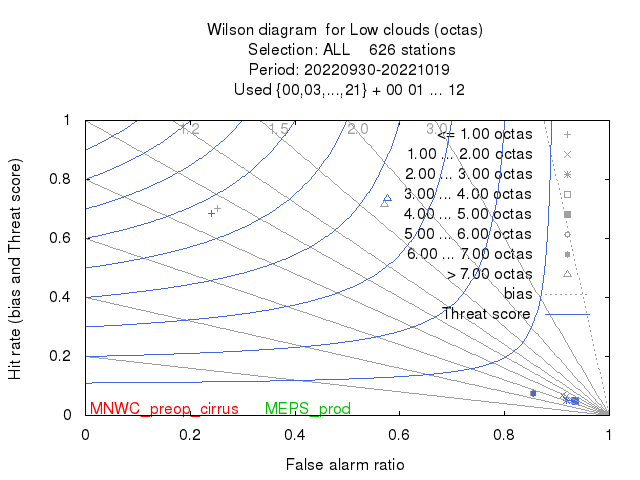 Wilson diagram for Low clouds (octas)
Selection: ALL 626 stations
Period: 20220930-20221019
Used {00,03,...,21} + 00 01 ... 12
Hit rate (bias and Threat score)
1
0.8
0.6
0.4
0.2
0
1.2 1.5 2.0 3.0
<= 1.00 octas
1.00 ... 2.00 octas
2.00 ... 3.00 octas
3.00 ... 4.00 octas
4.00 ... 5.00 octas
5.00 ... 6.00 octas
6.00 ... 7.00 octas
> 7.00 octas
bias
Threat score
MNWC_preop_cirrus MEPS_prod
0 0.2 0.4 0.6 0.8 1
False alarm ratio